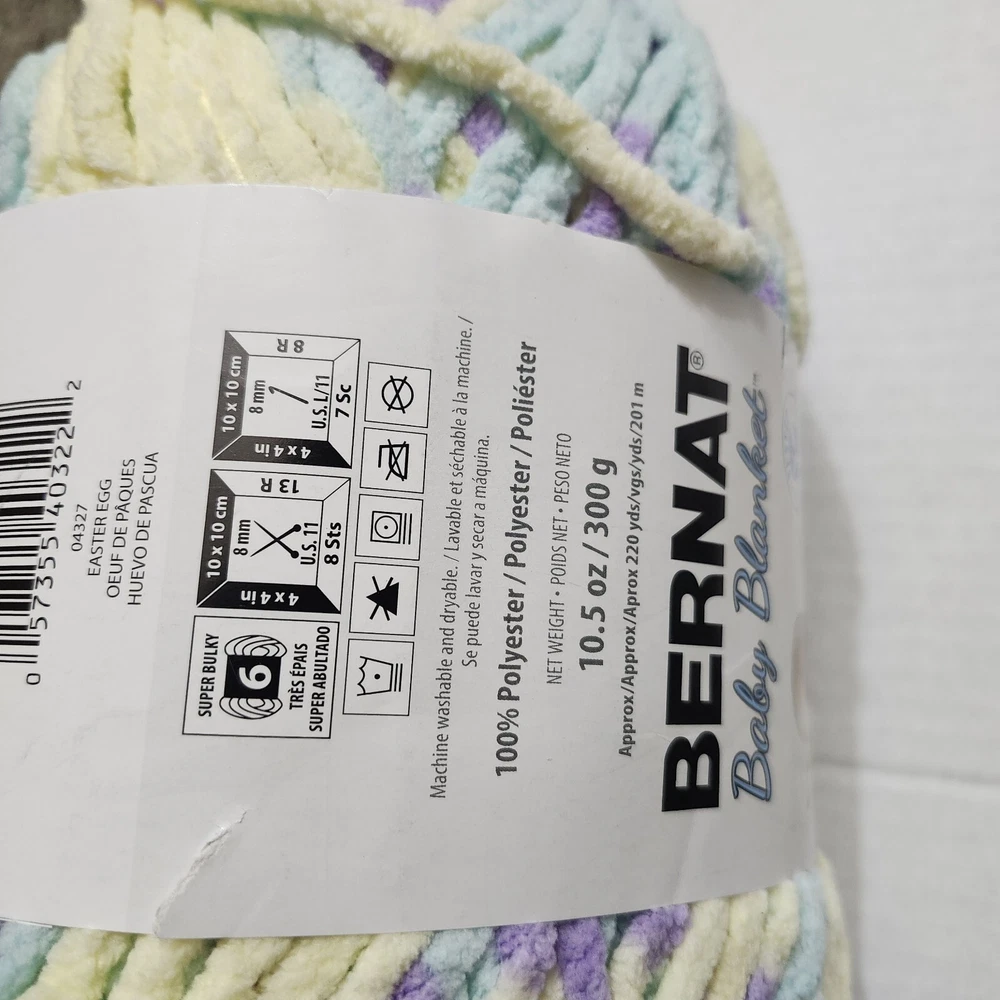 0 57355 40322 2
04327
EASTER EGG
OEUF DE PÂQUES
HUEVO DE PASCUA
SUPER BULKY
6
TRÈS ÉPAIS
SUPER ABULTADO
10 x 10 cm
8 mm
U.S. 11
8 Sts
13 R
4 x 4 in
10 x 10 cm
8 mm
U.S. L/11
7 Sc
8 R
4 x 4 in
Machine washable and dryable. / Lavable et séchable à la machine. /
Se puede lavar y secar a máquina.
100% Polyester / Polyester / Poliéster
NET WEIGHT • POIDS NET • PESO NETO
10.5 oz / 300 g
Approx/Approx/Aprox 220 yds/vgs/yds/201 m
BERNAT®
Baby Blanket™